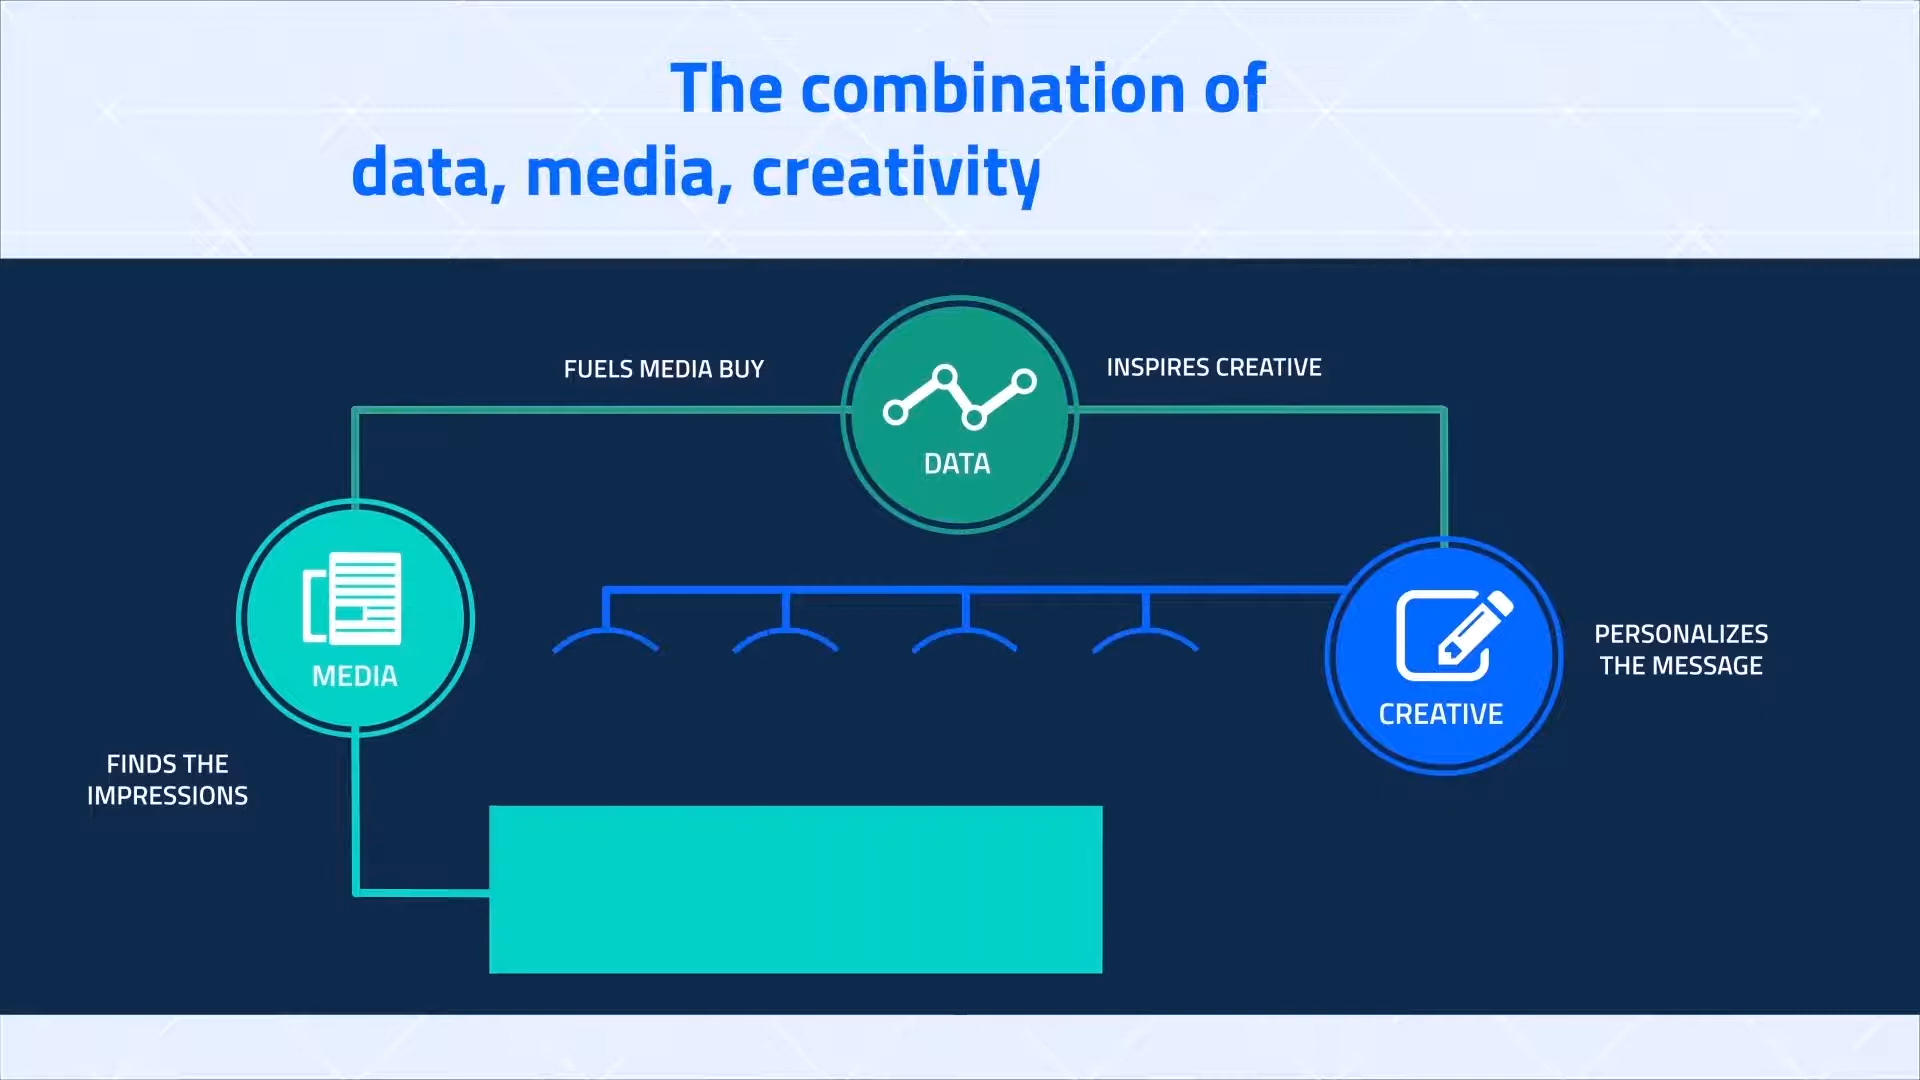 The combination of
data, media, creativity
FUELS MEDIA BUY
INSPIRES CREATIVE
DATA
MEDIA
CREATIVE
PERSONALIZES
THE MESSAGE
FINDS THE
IMPRESSIONS